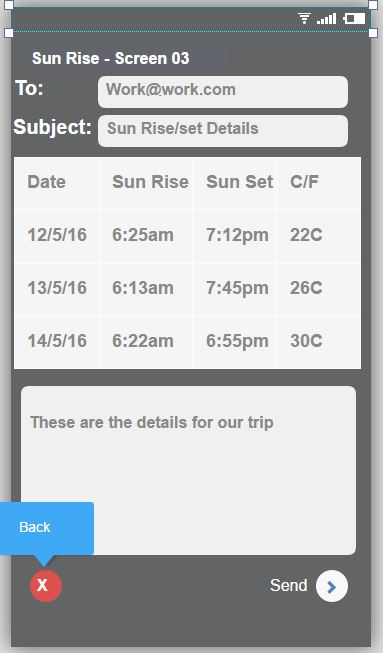 Sun Rise - Screen 03
To: Work@work.com
Subject: Sun Rise/set Details
Date Sun Rise Sun Set C/F
12/5/16 6:25am 7:12pm 22C
13/5/16 6:13am 7:45pm 26C
14/5/16 6:22am 6:55pm 30C
These are the details for our trip
Back
X Send